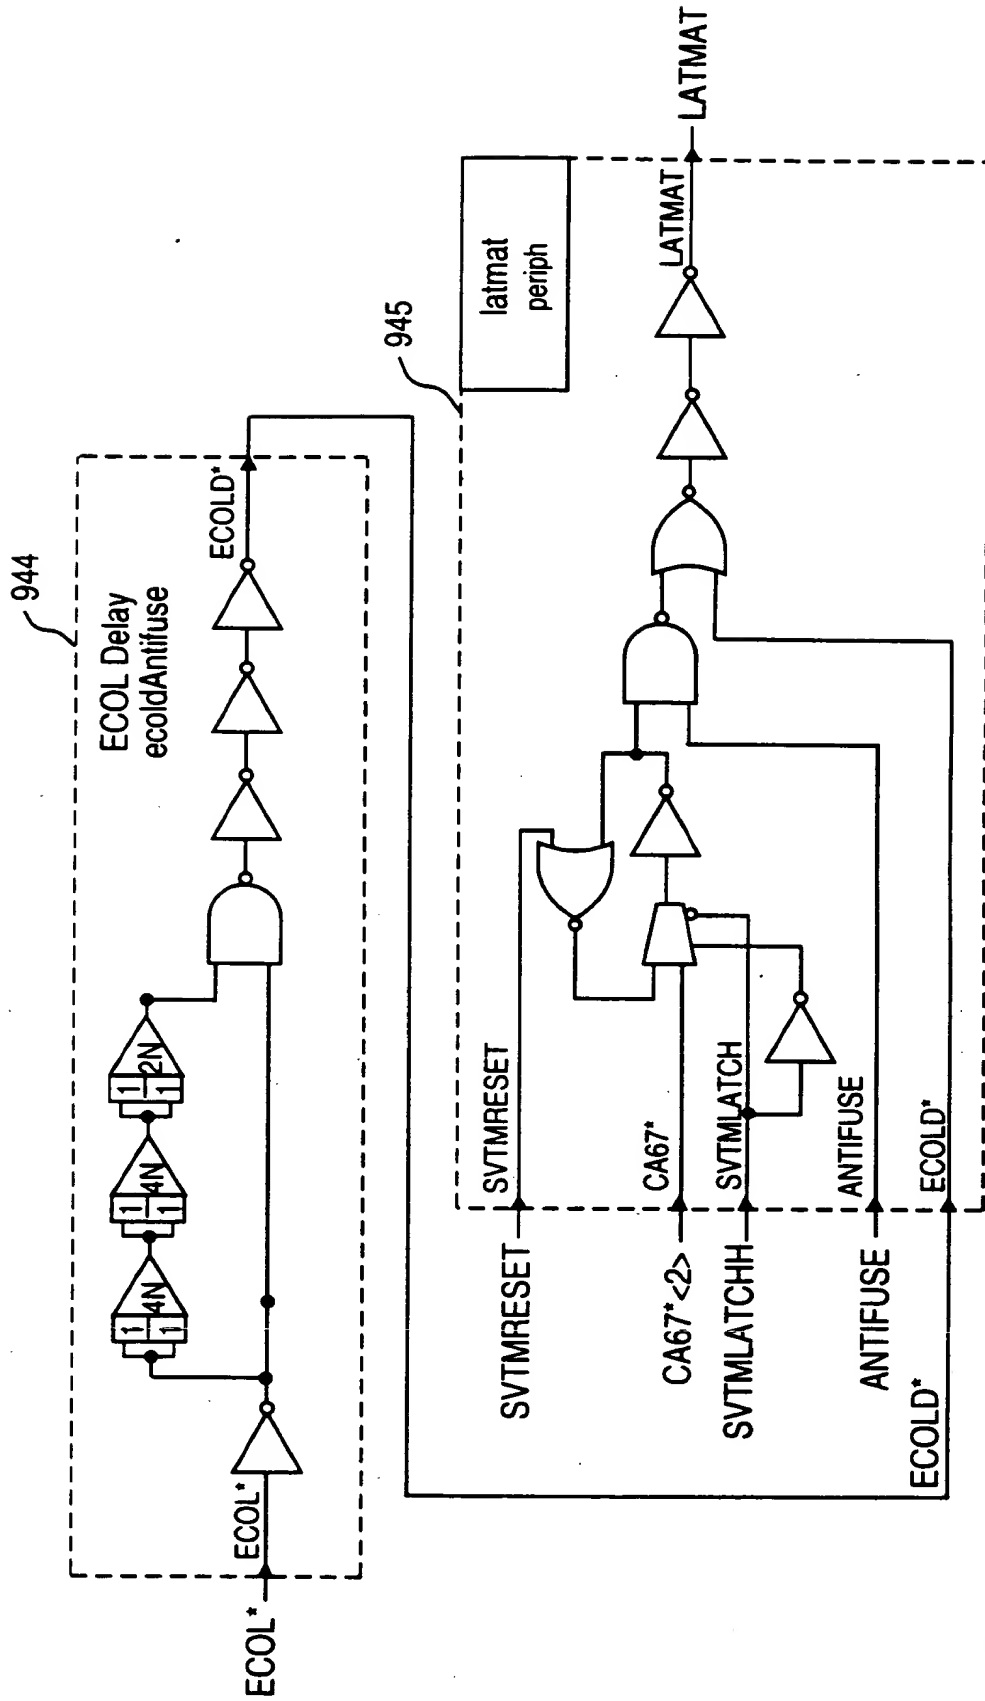 944
ECOL Delay
ecoldAntifuse
ECOL*
ECOL*
1
1
4N
1
1
4N
1
1
2N
ECOLD*
945
latmat
periph
SVTMRESET
SVTMRESET
CA67*<2>
CA67*
SVTMLATCHH
SVTMLATCH
ANTIFUSE
ANTIFUSE
ECOLD*
ECOLD*
LATMAT
LATMAT